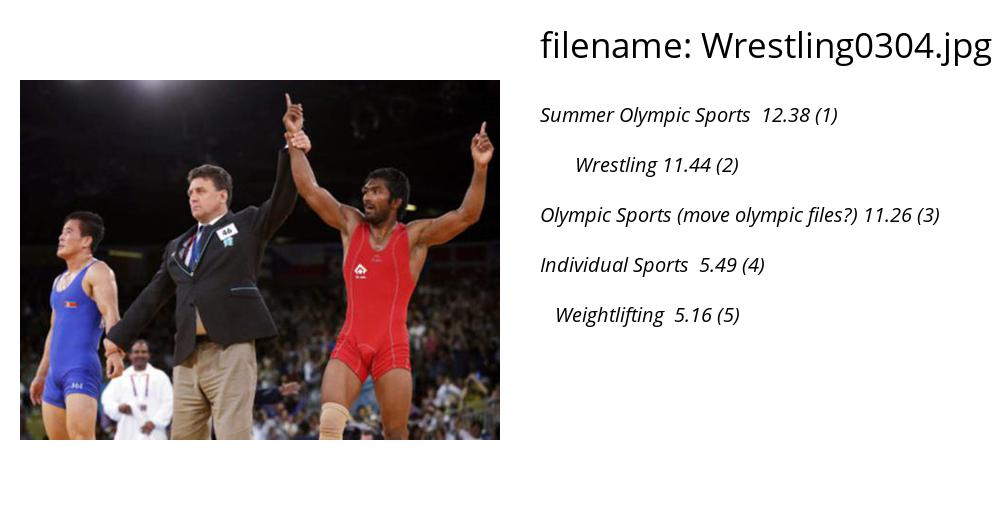 filename: Wrestling0304.jpg
Summer Olympic Sports 12.38 (1)
Wrestling 11.44 (2)
Olympic Sports (move olympic files?) 11.26 (3)
Individual Sports 5.49 (4)
Weightlifting 5.16 (5)
46